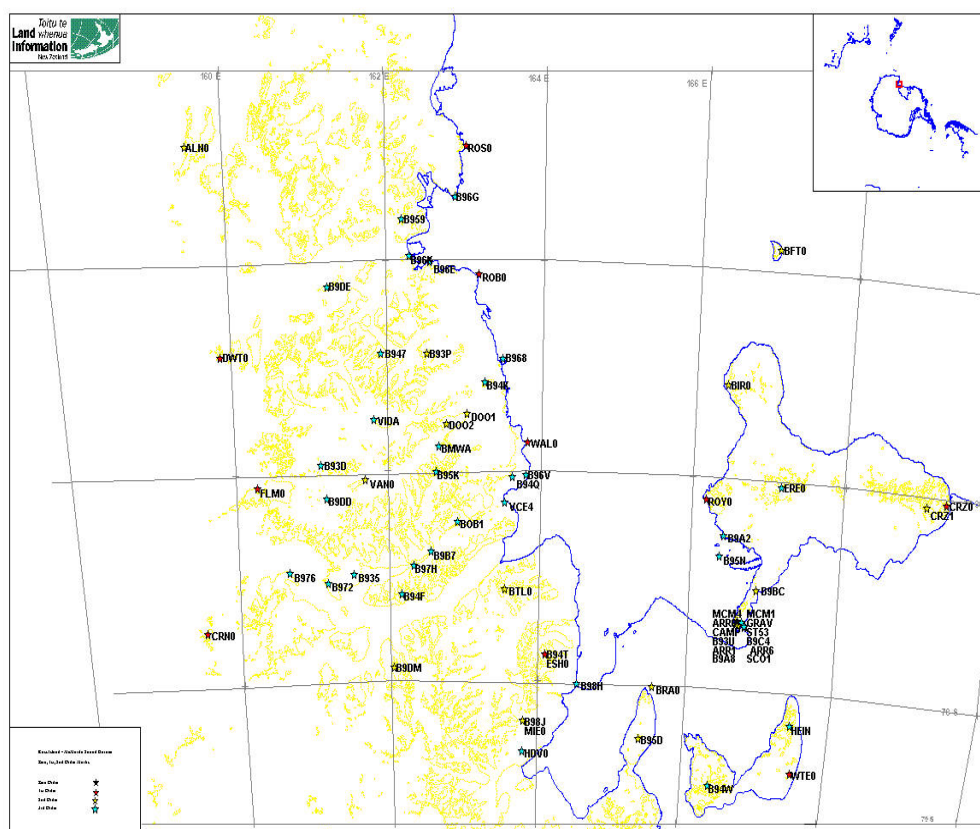 Toitu te
Land whenua
Information
New Zealand
160 E
162 E
164 E
166 E
ALN0
ROS0
B96G
B959
BFT0
B96K
B96E
ROB0
B9DE
DWT0
B947
B93P
B968
B94K
BIR0
DOO1
VIDA
DOO2
BMWA
WAL0
B93D
B95K
B96V
VAN0
B94Q
ERE0
FLM0
B9DD
VCE4
ROY0
CRZ0
CRZ1
BOB1
B9A2
B9B7
B95N
B97H
B976
B935
B972
BTL0
B9BC
B94F
MCM4 MCM1
GRAV
CAMP ST53
B93U B9C4
ARR1 ARR6
B9A8 SCO1
CRN0
B94T
ESH0
B9DM
B98H
BRA0
B98J
MIE0
HEIN
B95D
HDV0
WTE0
B94W
79 S